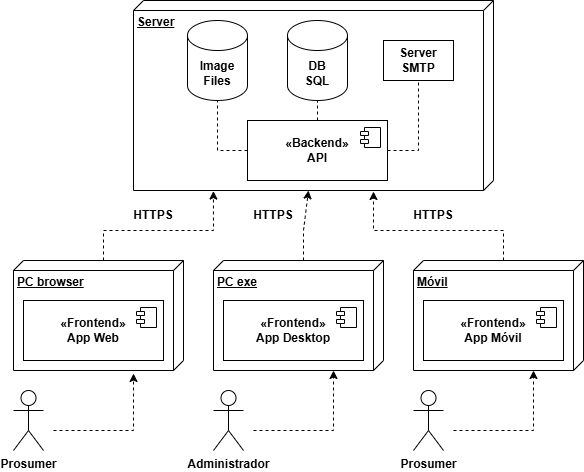 Server
Image
Files
DB
SQL
Server
SMTP
«Backend»
API
HTTPS
HTTPS
HTTPS
PC browser
PC exe
Móvil
«Frontend»
App Web
«Frontend»
App Desktop
«Frontend»
App Móvil
Prosumer
Administrador
Prosumer